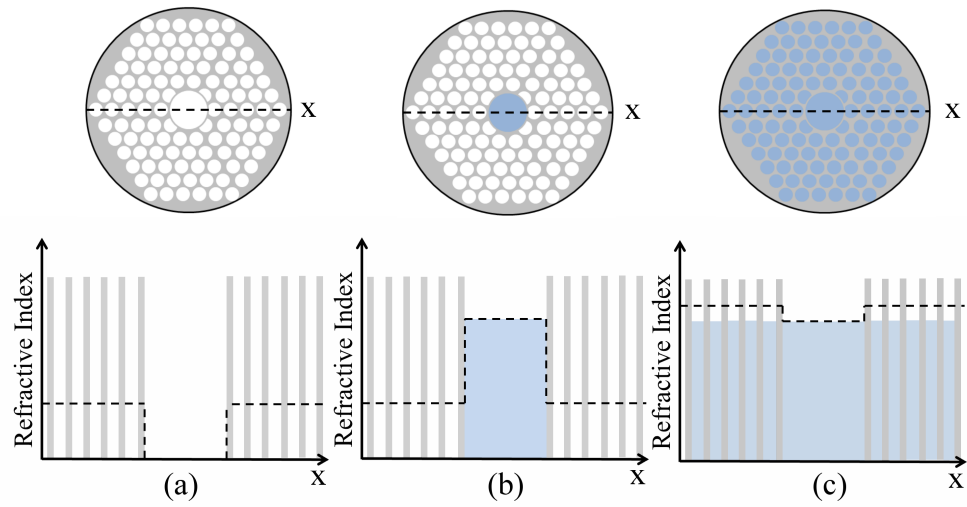 X
X
X
Refractive Index
X
Refractive Index
X
Refractive Index
X
(a)
(b)
(c)